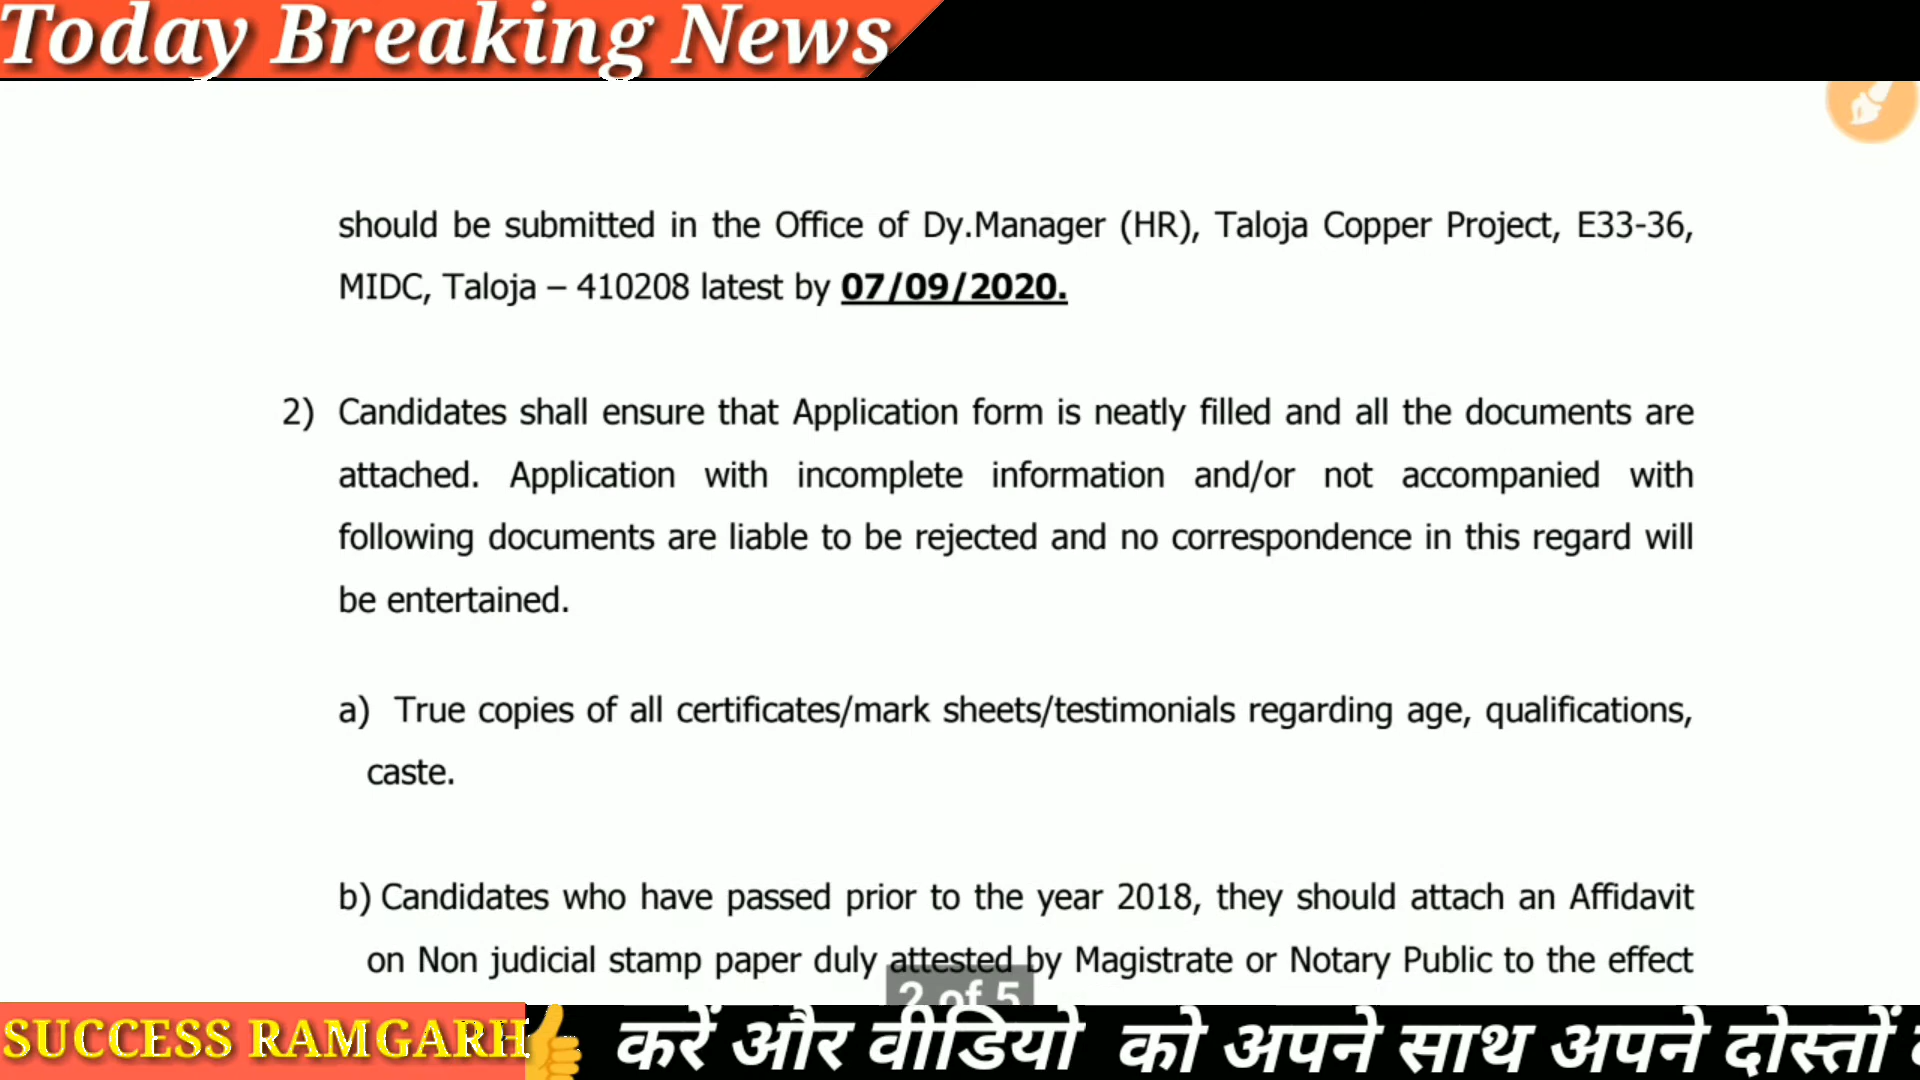 Today Breaking News
should be submitted in the Office of Dy.Manager (HR), Taloja Copper Project, E33-36,
MIDC, Taloja – 410208 latest by 07/09/2020.
2) Candidates shall ensure that Application form is neatly filled and all the documents are
attached. Application with incomplete information and/or not accompanied with
following documents are liable to be rejected and no correspondence in this regard will
be entertained.
a) True copies of all certificates/mark sheets/testimonials regarding age, qualifications,
caste.
b) Candidates who have passed prior to the year 2018, they should attach an Affidavit
on Non judicial stamp paper duly attested by Magistrate or Notary Public to the effect
2 of 5
SUCCESS RAMGARH 👍 करें और वीडियो को अपने साथ अपने दोस्तों